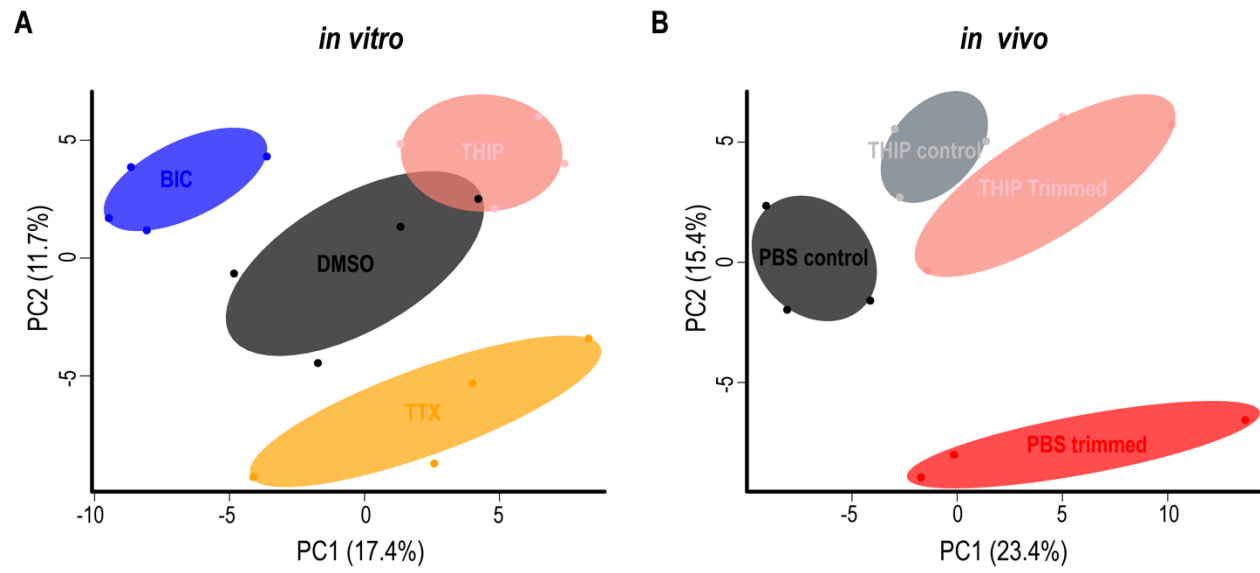 A
in vitro
B
in vivo
5
0
-5
PC2 (11.7%)
BIC
THIP
DMSO
TTX
-10
-5
0
5
PC1 (17.4%)
5
0
-5
PC2 (15.4%)
THIP control
THIP Trimmed
PBS control
PBS trimmed
-5
0
5
10
PC1 (23.4%)